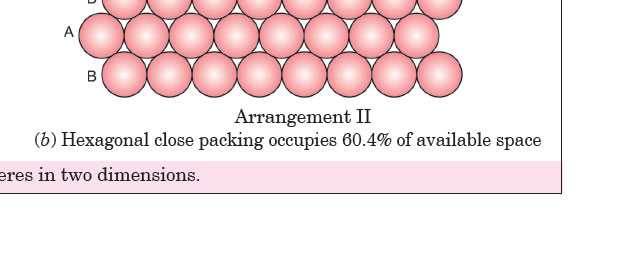 A
B
Arrangement II
(b) Hexagonal close packing occupies 60.4% of available space
eres in two dimensions.